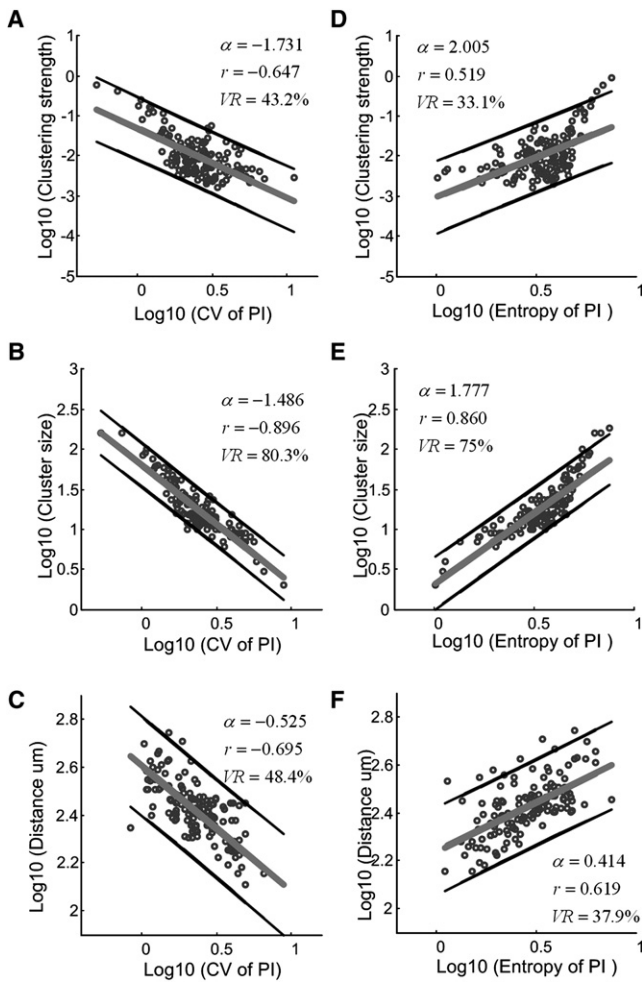 A
α = −1.731
r = −0.647
VR = 43.2%
Log10 (Clustering strength)
0
-1
-2
-3
-4
-5
0
0.5
1
Log10 (CV of PI)
D
α = 2.005
r = 0.519
VR = 33.1%
Log10 (Clustering strength)
0
-1
-2
-3
-4
-5
0
0.5
1
Log10 (Entropy of PI )
B
α = −1.486
r = −0.896
VR = 80.3%
Log10 (Cluster size)
3
2.5
2
1.5
1
0.5
0
0.0
0.5
1
Log10 (CV of PI)
E
α = 1.777
r = 0.860
VR = 75%
Log10 (Cluster size)
3
2.5
2
1.5
1
0.5
0
0
0.5
1
Log10 (Entropy of PI )
C
α = −0.525
r = −0.695
VR = 48.4%
Log10 (Distance um)
2.8
2.6
2.4
2.2
2
0
0.5
1
Log10 (CV of PI)
F
α = 0.414
r = 0.619
VR = 37.9%
Log10 (Distance um)
2.8
2.6
2.4
2.2
2
0
0.5
1
Log10 (Entropy of PI )